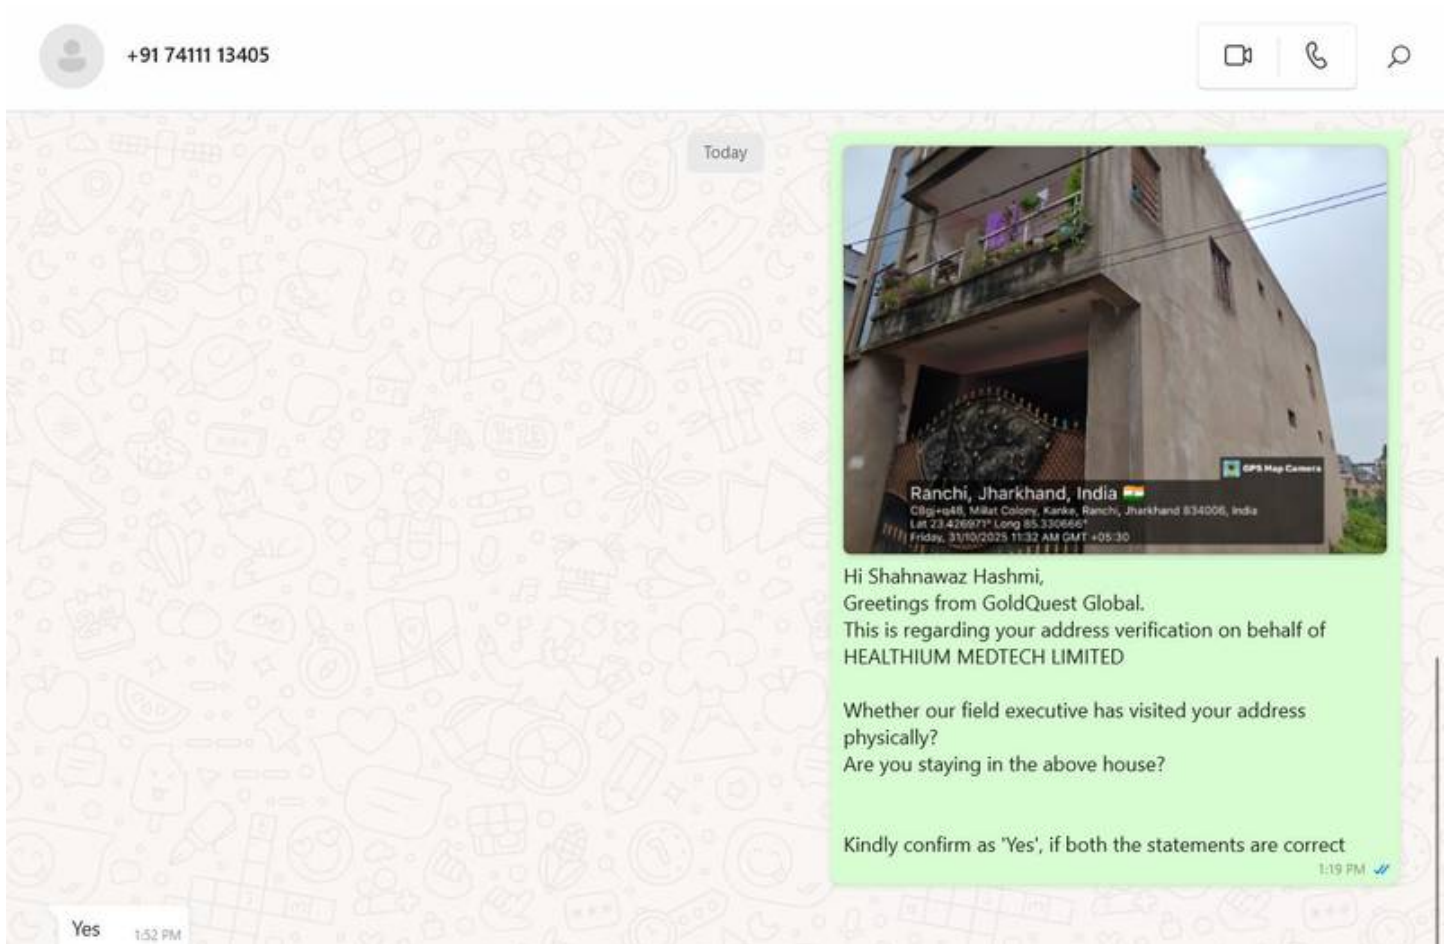 +91 74111 13405
Today
GPS Map Camera
Ranchi, Jharkhand, India
C8gj+q48, Millat Colony, Kanke, Ranchi, Jharkhand 834006, India
Lat 23.426971° Long 85.330666°
Friday, 31/10/2025 11:32 AM GMT +05:30
Hi Shahnawaz Hashmi,
Greetings from GoldQuest Global.
This is regarding your address verification on behalf of
HEALTHIUM MEDTECH LIMITED
Whether our field executive has visited your address
physically?
Are you staying in the above house?
Kindly confirm as 'Yes', if both the statements are correct
1:19 PM
Yes
1:52 PM